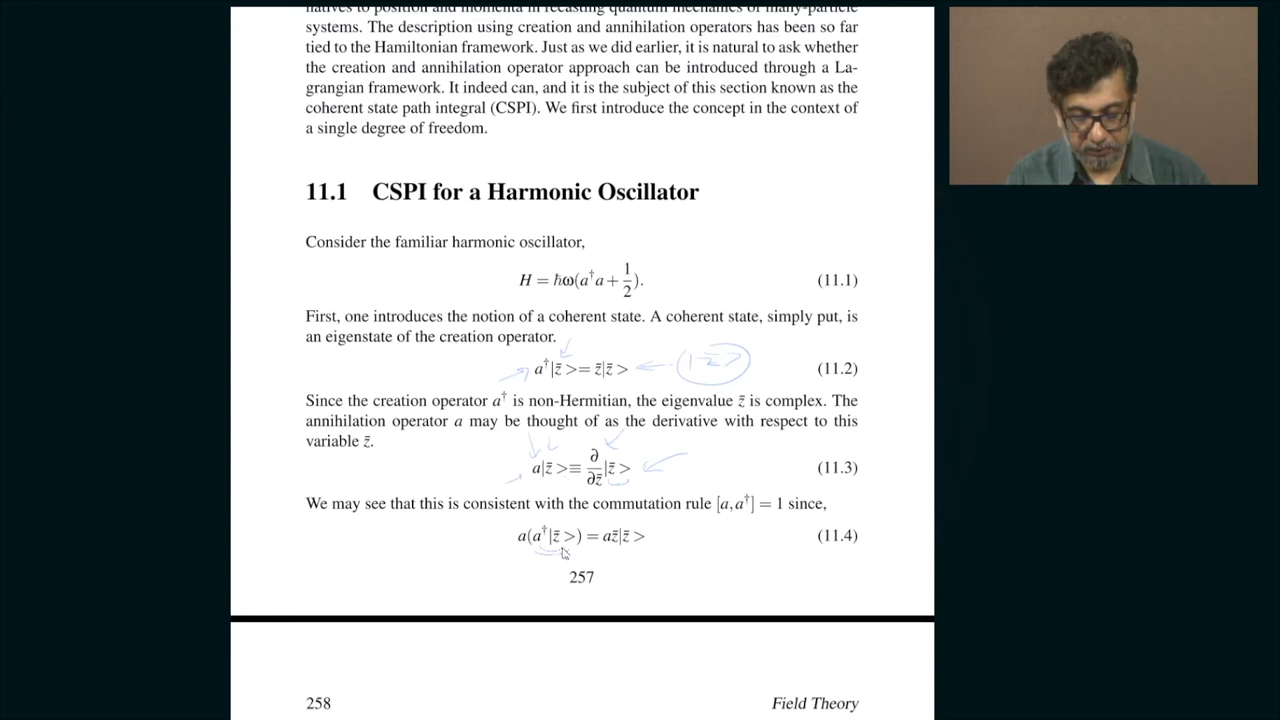 natives to position and momenta in recasting quantum mechanics of many-particle
systems. The description using creation and annihilation operators has been so far
tied to the Hamiltonian framework. Just as we did earlier, it is natural to ask whether
the creation and annihilation operator approach can be introduced through a La-
grangian framework. It indeed can, and it is the subject of this section known as the
coherent state path integral (CSPI). We first introduce the concept in the context of
a single degree of freedom.
11.1 CSPI for a Harmonic Oscillator
Consider the familiar harmonic oscillator,
H = ℏω(a†a + 1/2). (11.1)
First, one introduces the notion of a coherent state. A coherent state, simply put, is
an eigenstate of the creation operator.
a†|z̄ >= z̄|z̄ > |z̄> (11.2)
Since the creation operator a† is non-Hermitian, the eigenvalue z̄ is complex. The
annihilation operator a may be thought of as the derivative with respect to this
variable z̄.
a|z̄ >≡ ∂/∂z̄ |z̄ > (11.3)
We may see that this is consistent with the commutation rule [a,a†] = 1 since,
a(a†|z̄ >) = az̄|z̄ > (11.4)
257
258 Field Theory